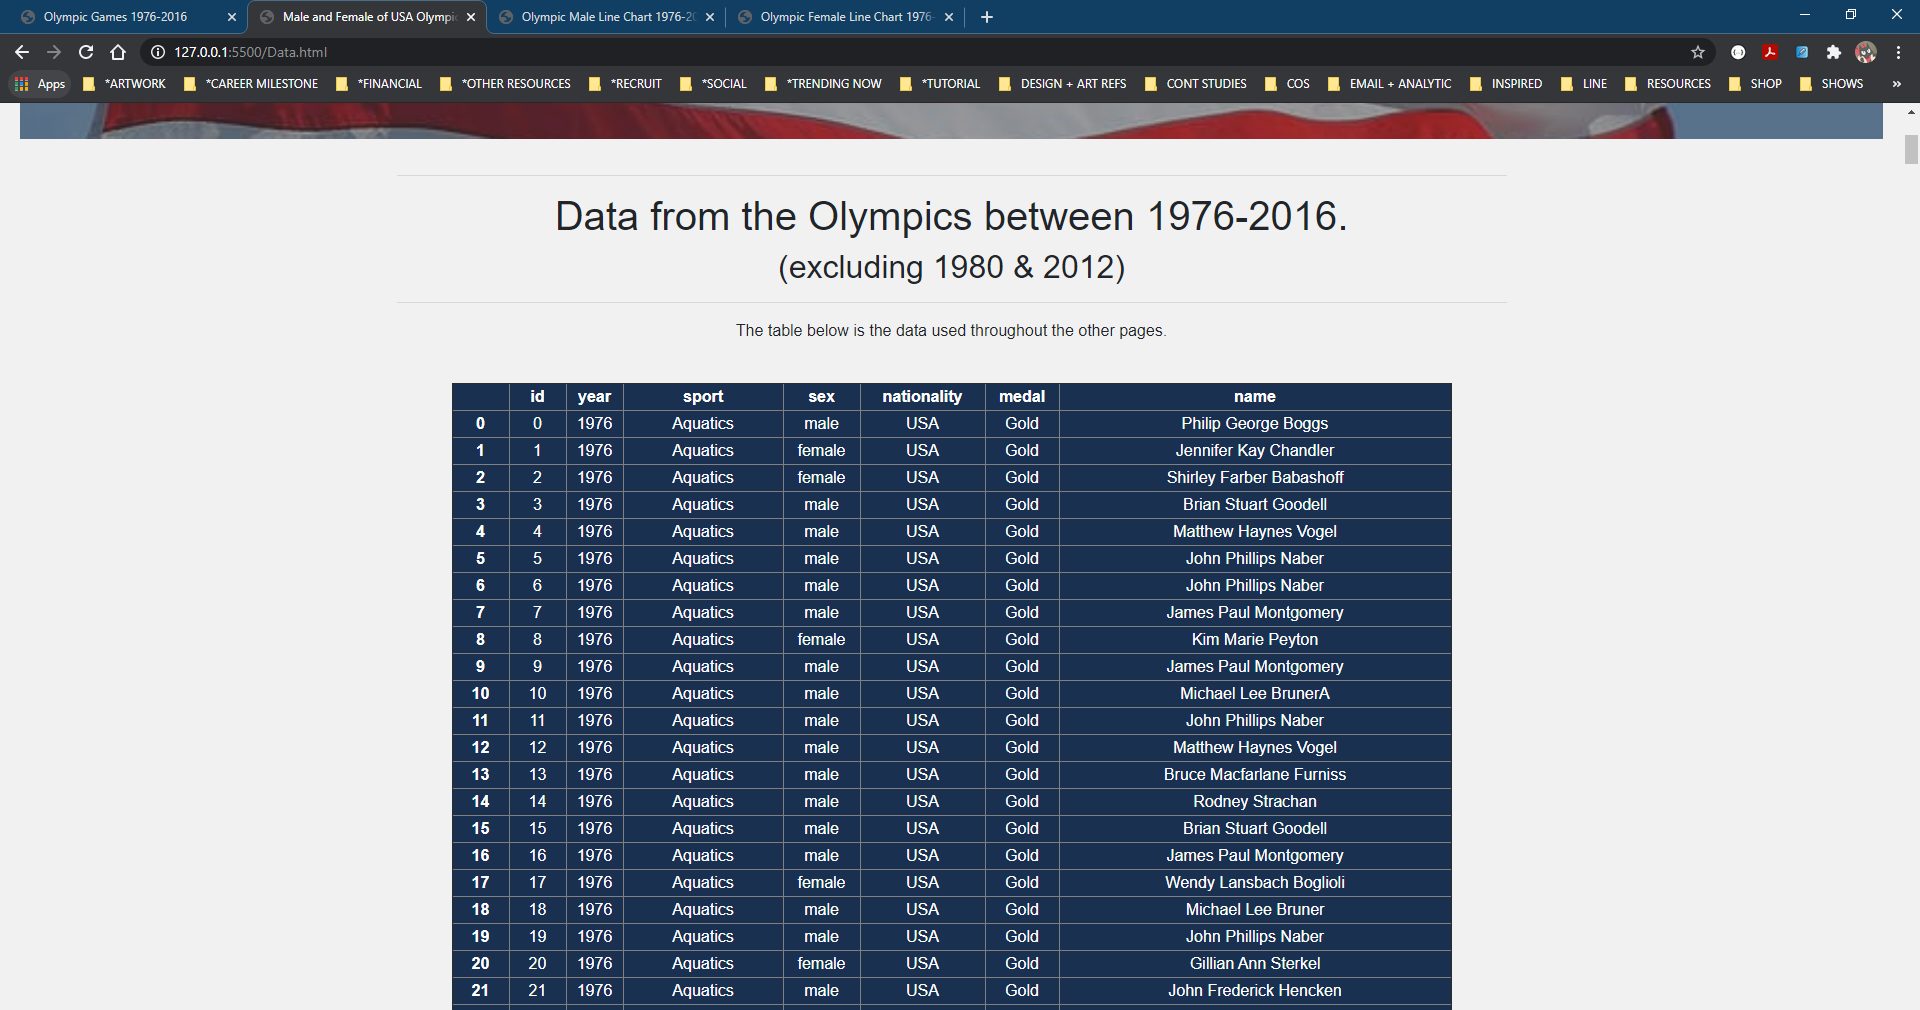 Olympic Games 1976-2016
Male and Female of USA Olympic
Olympic Male Line Chart 1976-20
Olympic Female Line Chart 1976-
127.0.0.1:5500/Data.html
Apps *ARTWORK *CAREER MILESTONE *FINANCIAL *OTHER RESOURCES *RECRUIT *SOCIAL *TRENDING NOW *TUTORIAL DESIGN + ART REFS CONT STUDIES COS EMAIL + ANALYTIC INSPIRED LINE RESOURCES SHOP SHOWS »
Data from the Olympics between 1976-2016.
(excluding 1980 & 2012)
The table below is the data used throughout the other pages.
id year sport sex nationality medal name
0 0 1976 Aquatics male USA Gold Philip George Boggs
1 1 1976 Aquatics female USA Gold Jennifer Kay Chandler
2 2 1976 Aquatics female USA Gold Shirley Farber Babashoff
3 3 1976 Aquatics male USA Gold Brian Stuart Goodell
4 4 1976 Aquatics male USA Gold Matthew Haynes Vogel
5 5 1976 Aquatics male USA Gold John Phillips Naber
6 6 1976 Aquatics male USA Gold John Phillips Naber
7 7 1976 Aquatics male USA Gold James Paul Montgomery
8 8 1976 Aquatics female USA Gold Kim Marie Peyton
9 9 1976 Aquatics male USA Gold James Paul Montgomery
10 10 1976 Aquatics male USA Gold Michael Lee BrunerA
11 11 1976 Aquatics male USA Gold John Phillips Naber
12 12 1976 Aquatics male USA Gold Matthew Haynes Vogel
13 13 1976 Aquatics male USA Gold Bruce Macfarlane Furniss
14 14 1976 Aquatics male USA Gold Rodney Strachan
15 15 1976 Aquatics male USA Gold Brian Stuart Goodell
16 16 1976 Aquatics male USA Gold James Paul Montgomery
17 17 1976 Aquatics female USA Gold Wendy Lansbach Boglioli
18 18 1976 Aquatics male USA Gold Michael Lee Bruner
19 19 1976 Aquatics male USA Gold John Phillips Naber
20 20 1976 Aquatics female USA Gold Gillian Ann Sterkel
21 21 1976 Aquatics male USA Gold John Frederick Hencken